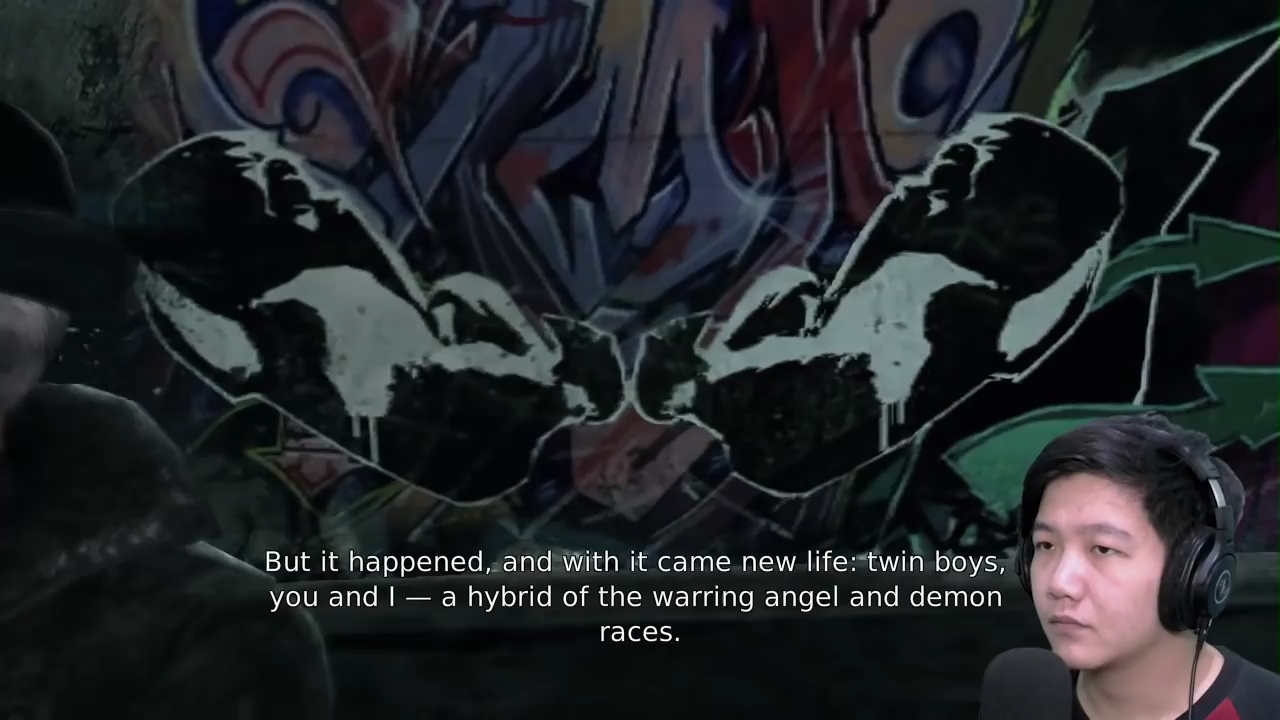 But it happened, and with it came new life: twin boys,
you and I — a hybrid of the warring angel and demon
races.